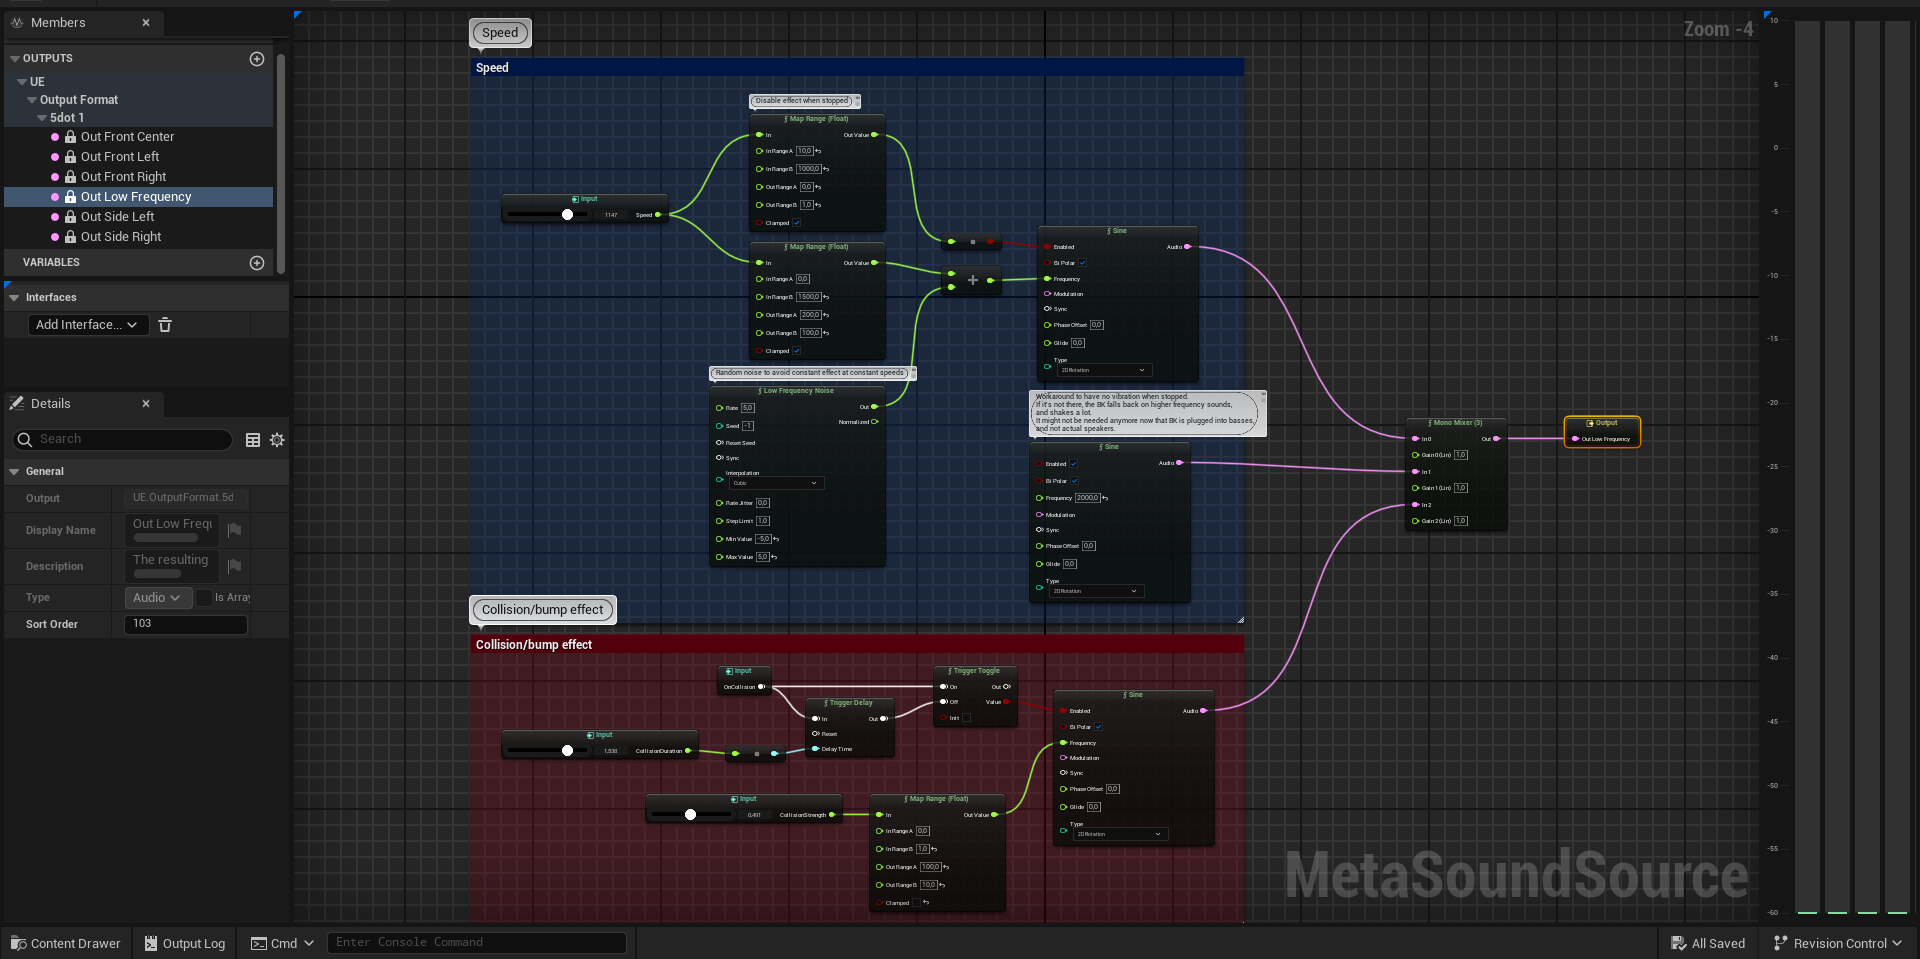 Members
OUTPUTS
UE
Output Format
5dot 1
Out Front Center
Out Front Left
Out Front Right
Out Low Frequency
Out Side Left
Out Side Right
VARIABLES
Interfaces
Add Interface...
Details
Search
General
Output UE.OutputFormat.5d
Display Name Out Low Frequ
Description The resulting
Type Audio Is Array
Sort Order 103
Speed
Speed
Zoom -4
Disable effect when stopped
Map Range (Float)
In Out Value
In Range A 10,0
In Range B 1000,0
Out Range A 0,0
Out Range B 1,0
Clamped
Input
1147 Speed
Map Range (Float)
In Out Value
In Range A 0,0
In Range B 1500,0
Out Range A 200,0
Out Range B 100,0
Clamped
+
Sine
Enabled Audio
Bi Polar
Frequency
Modulation
Sync
Phase Offset 0,0
Glide 0,0
Type
2D Rotation
Random noise to avoid constant effect at constant speeds
Low Frequency Noise
Rate 5,0 Out
Seed -1 Normalized
Reset Seed
Sync
Interpolation
Cubic
Rate Jitter 0,0
Step Limit 1,0
Min Value -5,0
Max Value 5,0
Workaround to have no vibration when stopped.
If it's not there, the BK falls back on higher frequency sounds,
and shakes a lot.
It might not be needed anymore now that BK is plugged into basses,
and not actual speakers.
Sine
Enabled Audio
Bi Polar
Frequency 2000,0
Modulation
Sync
Phase Offset 0,0
Glide 0,0
Type
2D Rotation
Mono Mixer (3)
In 0 Out
Gain 0 (Lin) 1,0
In 1
Gain 1 (Lin) 1,0
In 2
Gain 2 (Lin) 1,0
Output
Out Low Frequency
Collision/bump effect
Collision/bump effect
Input
OnCollision
Trigger Toggle
On Out
Off Value
Init
Trigger Delay
In Out
Reset
Delay Time
Input
1.538 CollisionDuration
Input
0.491 CollisionStrength
Map Range (Float)
In Out Value
In Range A 0,0
In Range B 1,0
Out Range A 100,0
Out Range B 10,0
Clamped
Sine
Enabled Audio
Bi Polar
Frequency
Modulation
Sync
Phase Offset 0,0
Glide 0,0
Type
2D Rotation
MetaSoundSource
10
5
0
-5
-10
-15
-20
-25
-30
-35
-40
-45
-50
-55
-60
Content Drawer
Output Log
Cmd
Enter Console Command
All Saved
Revision Control